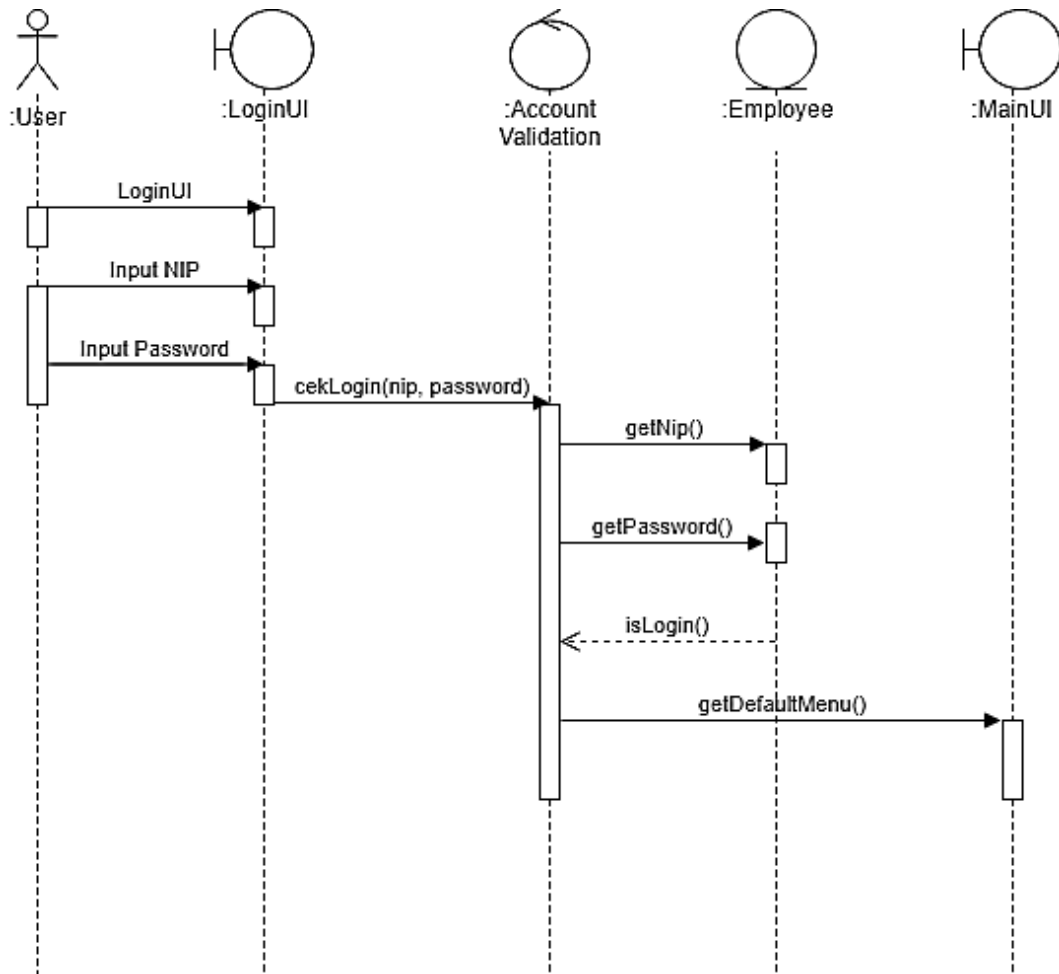 :User
:LoginUI
:Account
Validation
:Employee
:MainUI
LoginUI
Input NIP
Input Password
cekLogin(nip, password)
getNip()
getPassword()
isLogin()
getDefaultMenu()